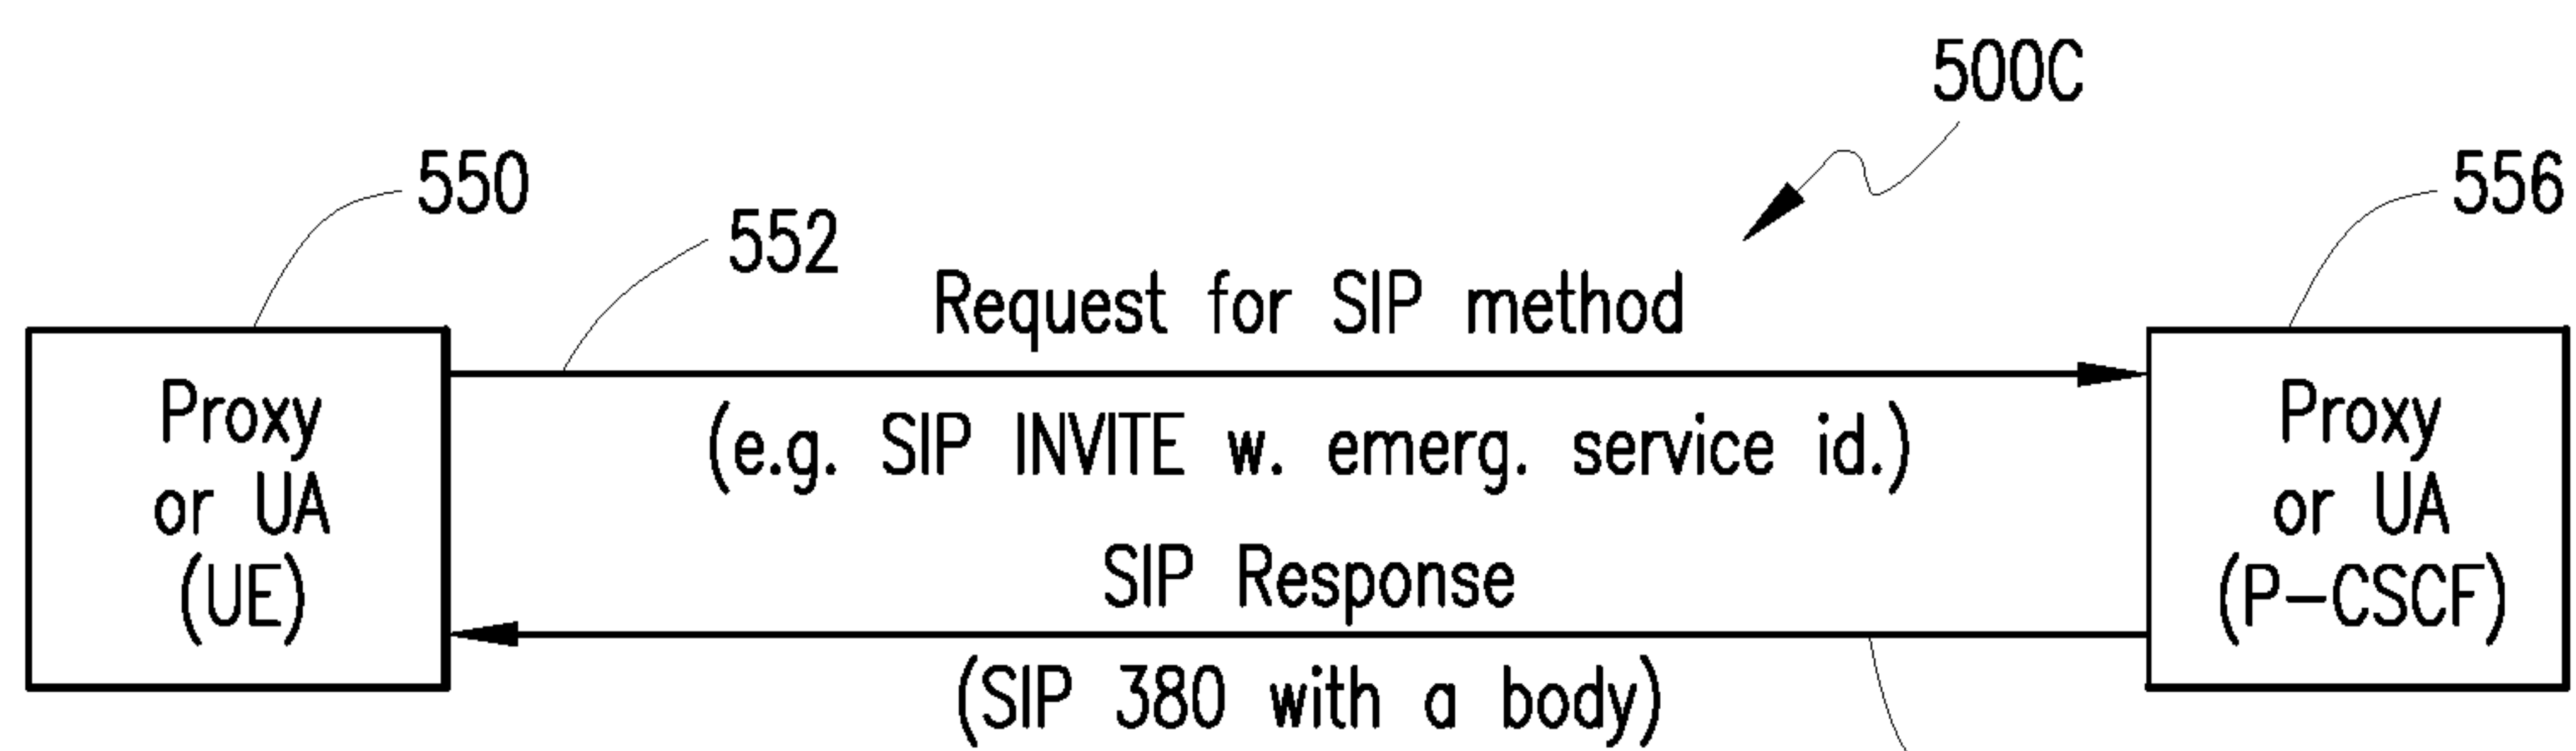 500C
550
552
556
Request for SIP method
(e.g. SIP INVITE w. emerg. service id.)
SIP Response
(SIP 380 with a body)
Proxy
or UA
(UE)
Proxy
or UA
(P-CSCF)